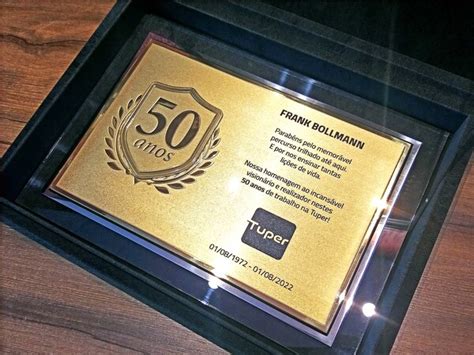 50
anos
FRANK BOLLMANN
Parabéns pelo memorável
percurso trilhado até aqui.
E por nos ensinar tantas
lições de vida.
Nossa homenagem ao incansável
visionário e realizador nestes
50 anos de trabalho na Tuper!
Tuper
01/08/1972 - 01/08/2022